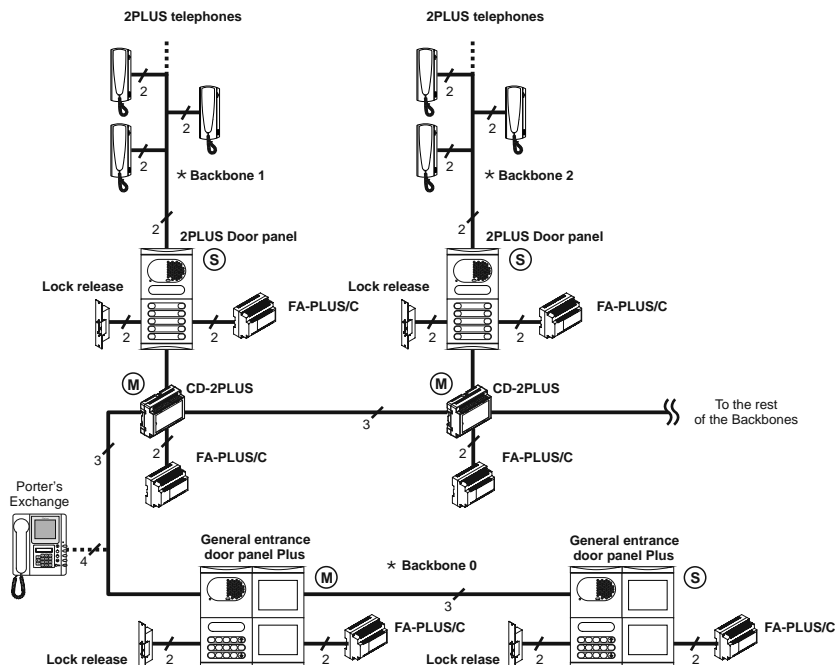 2PLUS telephones
2PLUS telephones
2
2
2
2
2
2
* Backbone 1
* Backbone 2
2
2
2PLUS Door panel
2PLUS Door panel
S
S
Lock release
FA-PLUS/C
Lock release
FA-PLUS/C
2
2
2
2
M
CD-2PLUS
M
CD-2PLUS
To the rest
of the Backbones
3
3
2
2
FA-PLUS/C
FA-PLUS/C
Porter's
Exchange
4
General entrance
door panel Plus
General entrance
door panel Plus
M
* Backbone 0
S
3
FA-PLUS/C
FA-PLUS/C
Lock release
2
2
Lock release
2
2